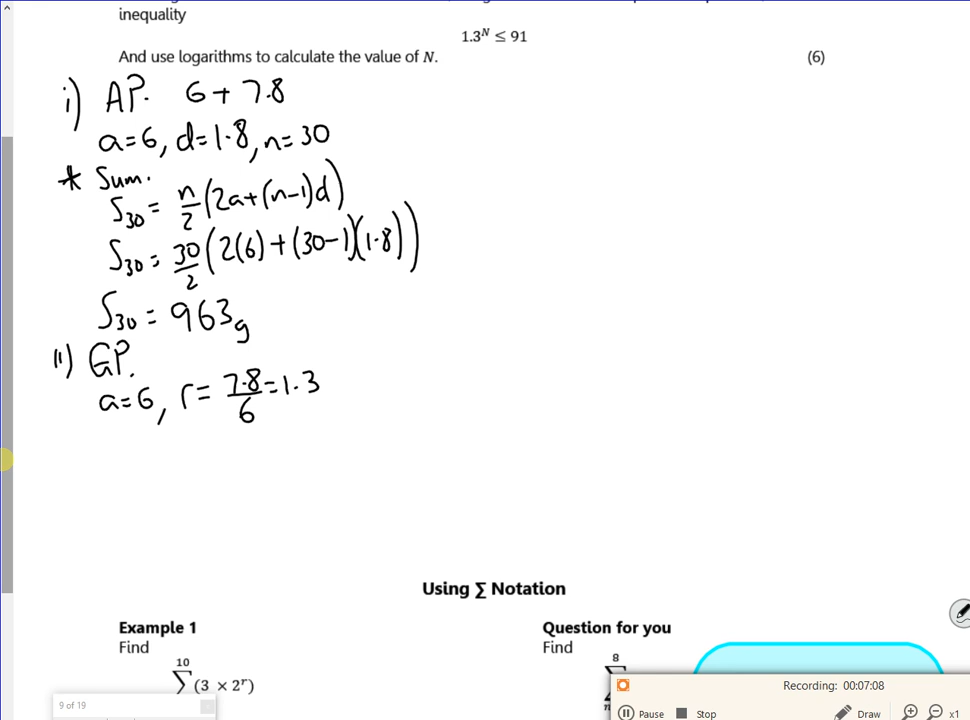 inequality
1.3^N ≤ 91
And use logarithms to calculate the value of N. (6)
i) AP. 6 + 7.8
a=6, d=1.8, n=30
* Sum.
S₃₀ = n/2 (2a+(n-1)d)
S₃₀ = 30/2 (2(6) + (30-1)(1.8))
S₃₀ = 963g
ii) GP.
a=6, r= 7.8/6 = 1.3
Using ∑ Notation
Example 1
Find
10
∑ (3 × 2^r)
Question for you
Find
8
Recording: 00:07:08
9 of 19
Pause Stop Draw x1